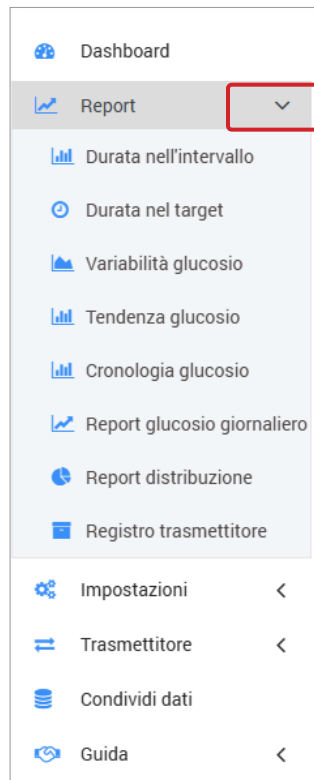 Dashboard
Report
Durata nell'intervallo
Durata nel target
Variabilità glucosio
Tendenza glucosio
Cronologia glucosio
Report glucosio giornaliero
Report distribuzione
Registro trasmettitore
Impostazioni
Trasmettitore
Condividi dati
Guida